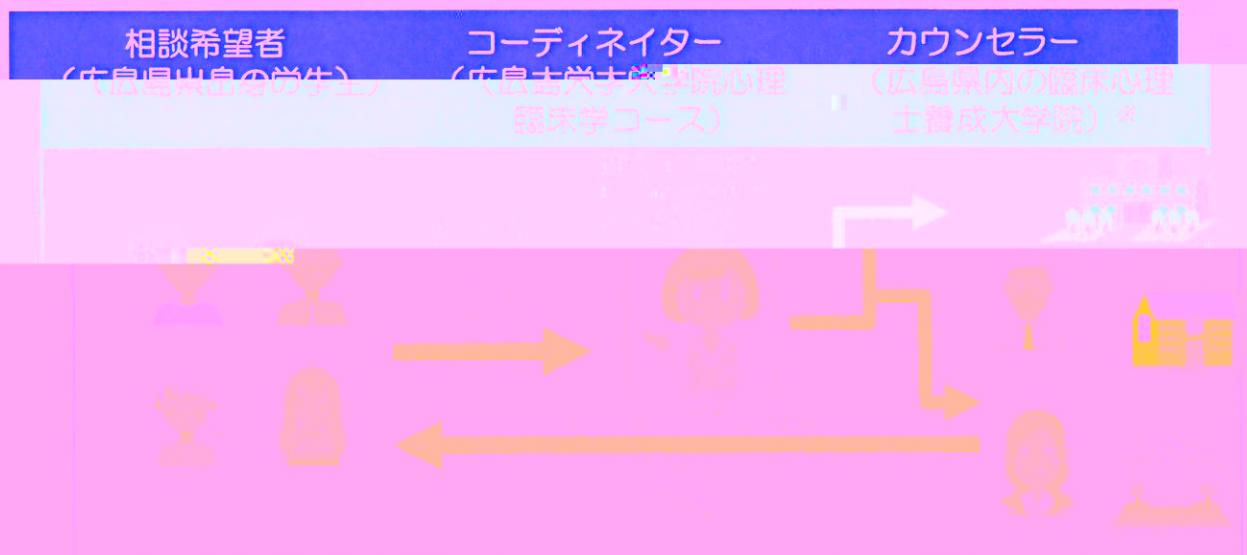 相談希望者
(広島県出身の学生)
コーディネイター
(広島大学大学院心理
臨床学コース)
カウンセラー
(広島県内の臨床心理
士養成大学院)※